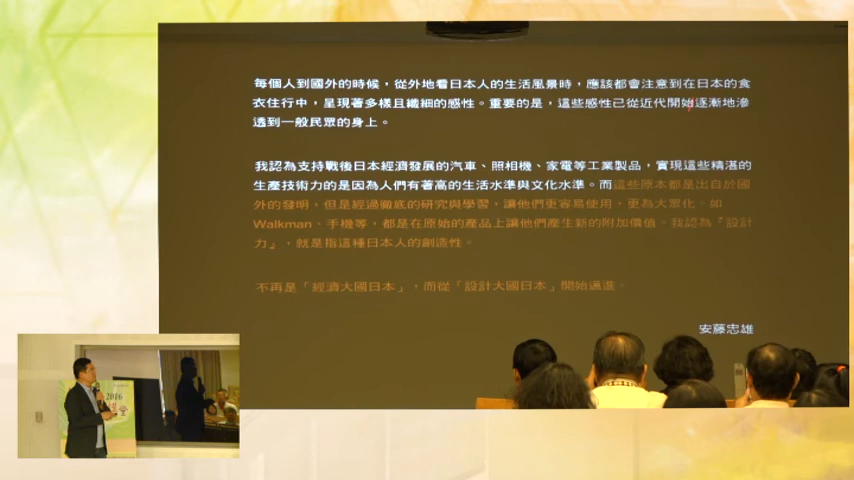 每個人到國外的時候，從外地看日本人的生活風景時，應該都會注意到在日本的食
衣住行中，呈現著多樣且纖細的感性。重要的是，這些感性已從近代開始逐漸地滲
透到一般民眾的身上。
我認為支持戰後日本經濟發展的汽車、照相機、家電等工業製品，實現這些精湛的
生產技術力的是因為人們有著高的生活水準與文化水準。而這些原本都是出自於國
外的發明，但是經過徹底的研究與學習，讓他們更容易使用、更為大眾化。如
Walkman、手機等，都是在原始的產品上讓他們產生新的附加價值。我認為『設計
力』，就是指這種日本人的創造性。
不再是「經濟大國日本」，而從「設計大國日本」開始邁進。
安藤忠雄
2016